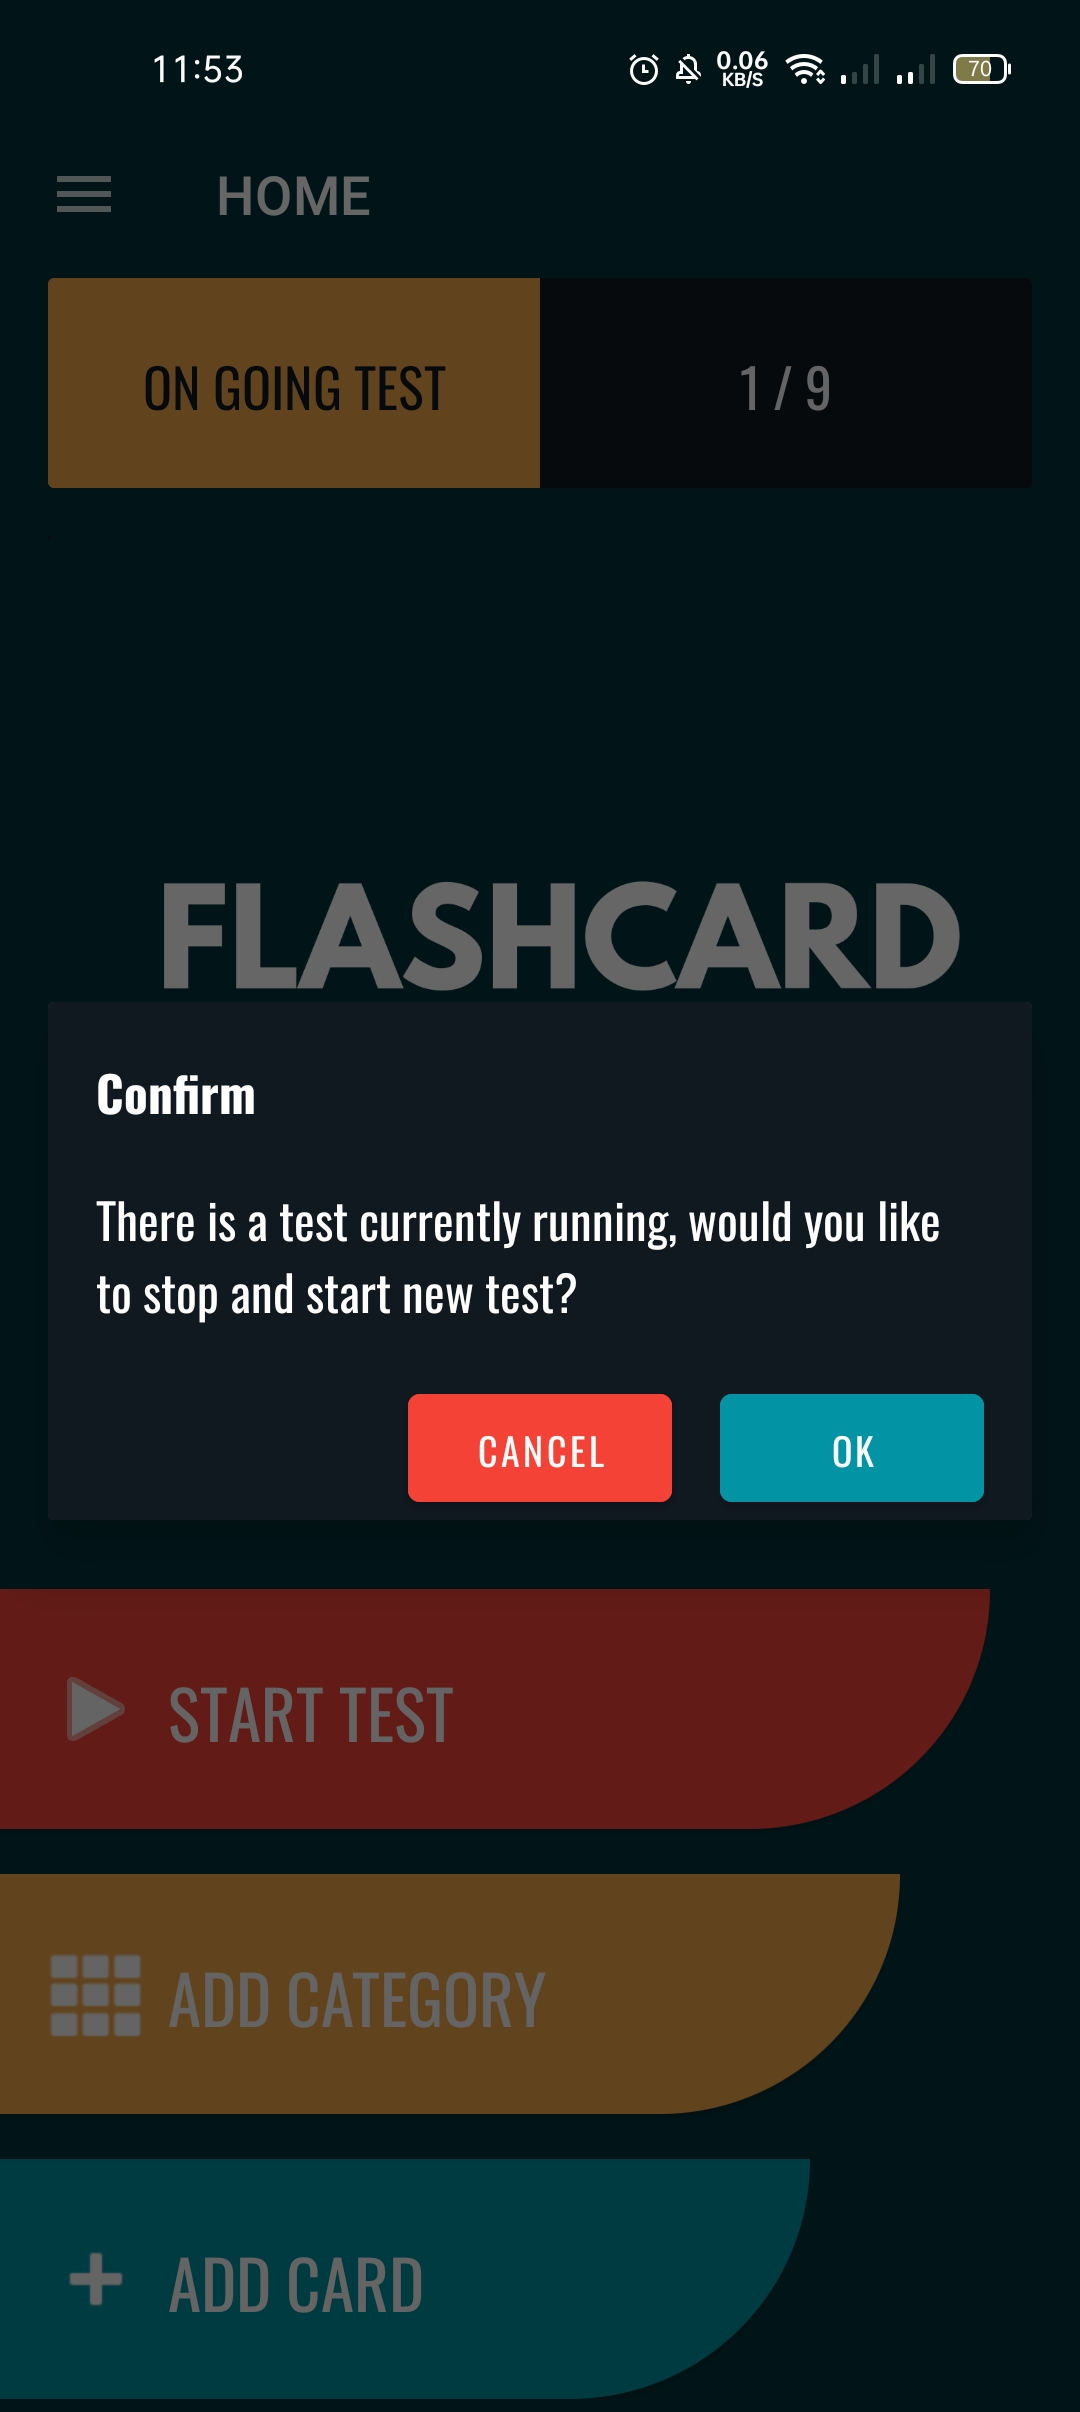 11:53
0.06
KB/S
70
HOME
ON GOING TEST
1 / 9
FLASHCARD
Confirm
There is a test currently running, would you like
to stop and start new test?
CANCEL
OK
START TEST
ADD CATEGORY
ADD CARD